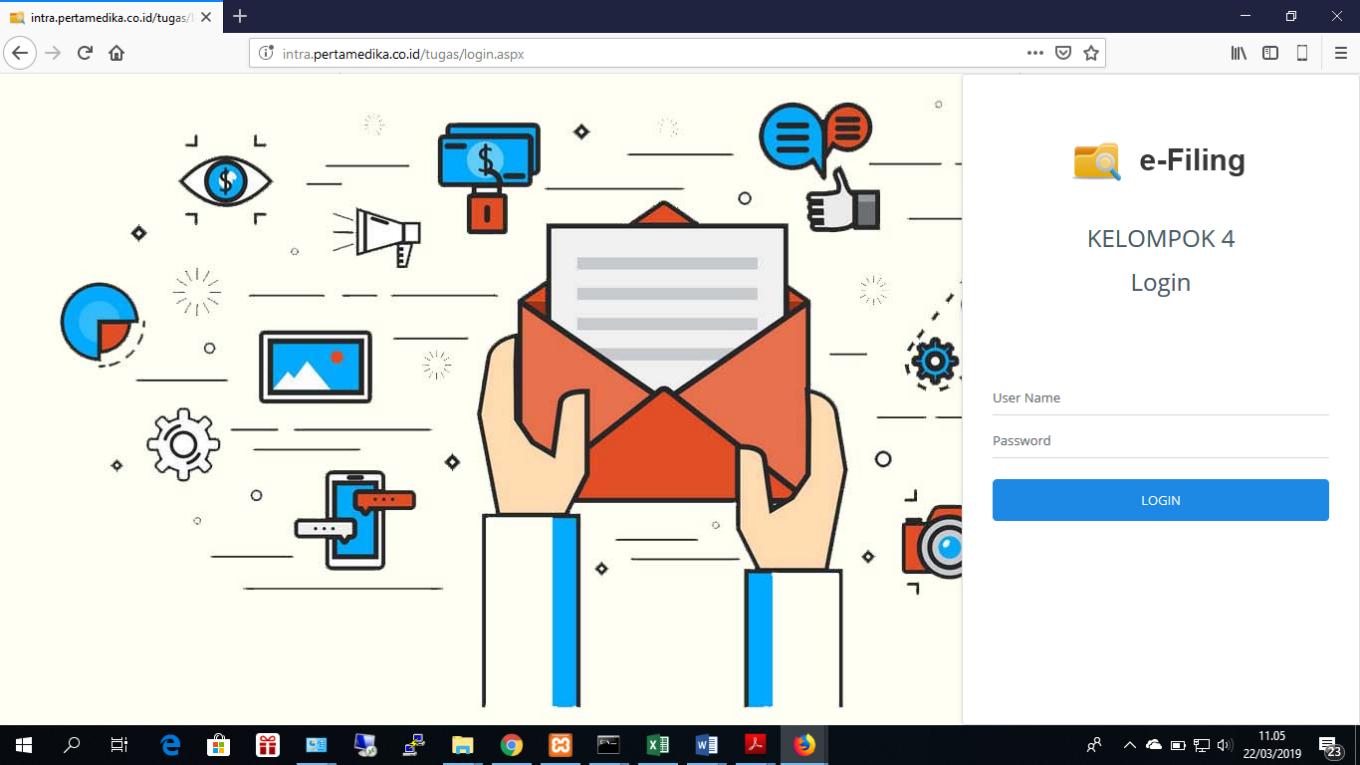 intra.pertamedika.co.id/tugas/l
intra.pertamedika.co.id/tugas/login.aspx
e-Filing
KELOMPOK 4
Login
User Name
Password
LOGIN
11.05
22/03/2019
23